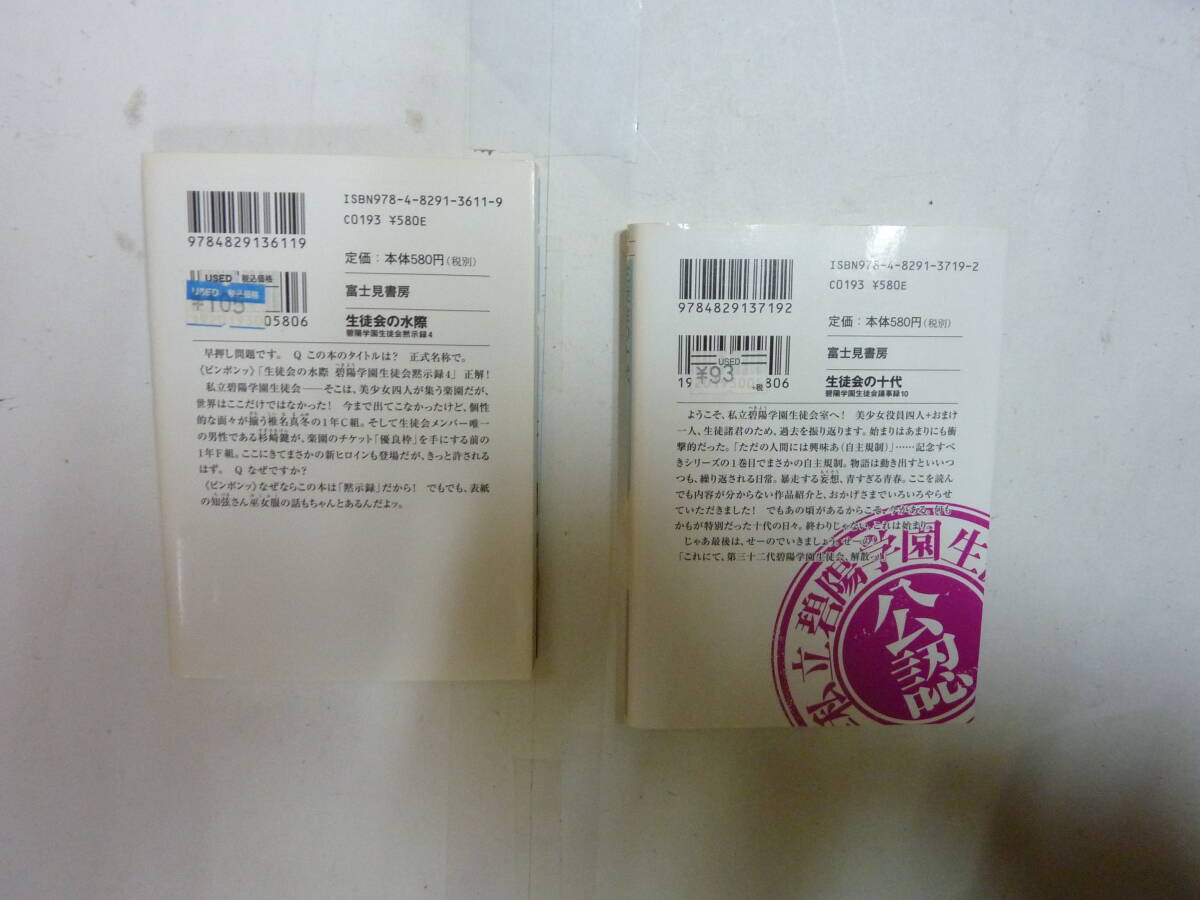 ISBN978-4-8291-3611-9
C0193 ¥580E
9784829136119
定価：本体580円（税別）
USED 税込価格
USED 税込価格
¥105
05806
富士見書房
生徒会の水際
碧陽学園生徒会黙示録4
早押し問題です。 Q この本のタイトルは？ 正式名称で。
《ピンポンッ》「生徒会の水際 碧陽学園生徒会黙示録4」 正解！
私立碧陽学園生徒会――そこは、美少女四人が集う楽園だが、
世界はここだけではなかった！ 今まで出てこなかったけど、個性
的な面々が揃う椎名真冬の1年C組。そして生徒会メンバー唯一
の男性である杉崎鍵が、楽園のチケット「優良枠」を手にする前の
1年F組。ここにきてまさかの新ヒロインも登場だが、きっと許される
はず。 Q なぜですか？
《ピンポンッ》なぜならこの本は「黙示録」だから！ でもでも、表紙
の知弦さん巫女服の話もちゃんとあるんだよッ。
ISBN978-4-8291-3719-2
C0193 ¥580E
9784829137192
定価：本体580円（税別）
USED
¥93
+税
806
富士見書房
生徒会の十代
碧陽学園生徒会議事録10
ようこそ、私立碧陽学園生徒会室へ！ 美少女役員四人+おまけ
一人、生徒諸君のため、過去を振り返ります。始まりはあまりにも衝
撃的だった。「ただの人間には興味あ（自主規制）」……記念すべ
きシリーズの1巻目でまさかの自主規制。物語は動き出すといいつ
つも、繰り返される日常。暴走する妄想、青すぎる青春。ここを読ん
でも内容が分からない作品紹介と、おかげさまでいろいろやらせ
ていただきました！ でもあの頃があるからこそ、今がある。何も
かもが特別だった十代の日々。終わりじゃない、これは始まり。
じゃあ最後は、せーのでいきましょう、せーの。
「これにて、第三十二代碧陽学園生徒会、解散――ッ！」
私立碧陽学園生
公認